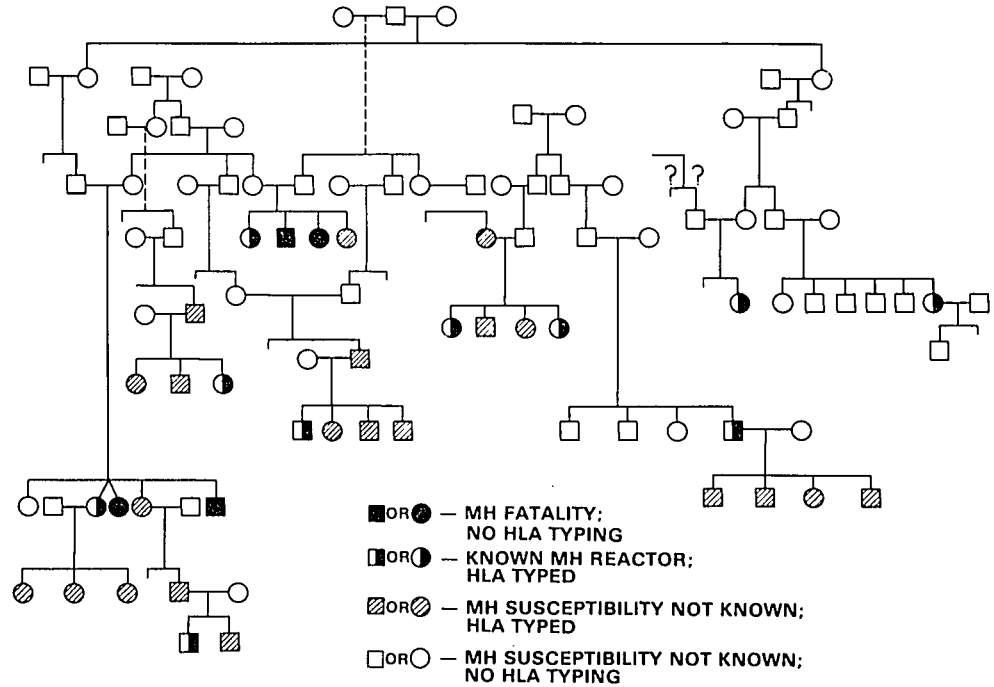 ? ?
■OR● — MH FATALITY;
NO HLA TYPING
OR — KNOWN MH REACTOR;
HLA TYPED
OR — MH SUSCEPTIBILITY NOT KNOWN;
HLA TYPED
□OR○ — MH SUSCEPTIBILITY NOT KNOWN;
NO HLA TYPING